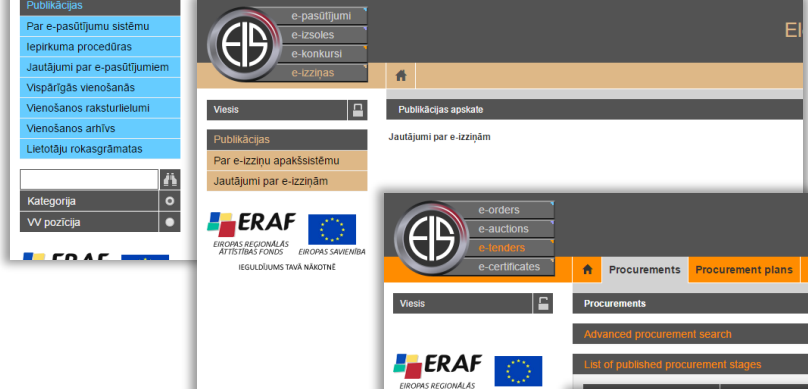 Publikācijas
Par e-pasūtījumu sistēmu
Iepirkuma procedūras
Jautājumi par e-pasūtījumiem
Vispārīgās vienošanās
Vienošanos raksturlielumi
Vienošanos arhīvs
Lietotāju rokasgrāmatas
Kategorija
VV pozīcija
EIS
e-pasūtījumi
e-izsoles
e-konkursi
e-izziņas
El
Viesis
Publikācijas apskate
Publikācijas
Jautājumi par e-izziņām
Par e-izziņu apakšsistēmu
Jautājumi par e-izziņām
ERAF
EIROPAS REĢIONĀLĀS
ATTĪSTĪBAS FONDS
EIROPAS SAVIENĪBA
IEGULDĪJUMS TAVĀ NĀKOTNĒ
EIS
e-orders
e-auctions
e-tenders
e-certificates
Procurements
Procurement plans
Viesis
Procurements
Advanced procurement search
List of published procurement stages
ERAF
EIROPAS REĢIONĀLĀS